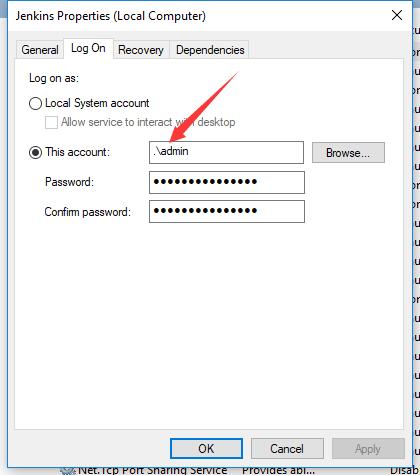 Jenkins Properties (Local Computer)
General Log On Recovery Dependencies
Log on as:
Local System account
Allow service to interact with desktop
This account: .\admin Browse...
Password: ●●●●●●●●●●●●●●●
Confirm password: ●●●●●●●●●●●●●●●
OK Cancel Apply
Net.Tcp Port Sharing Service Provides abi... Disab